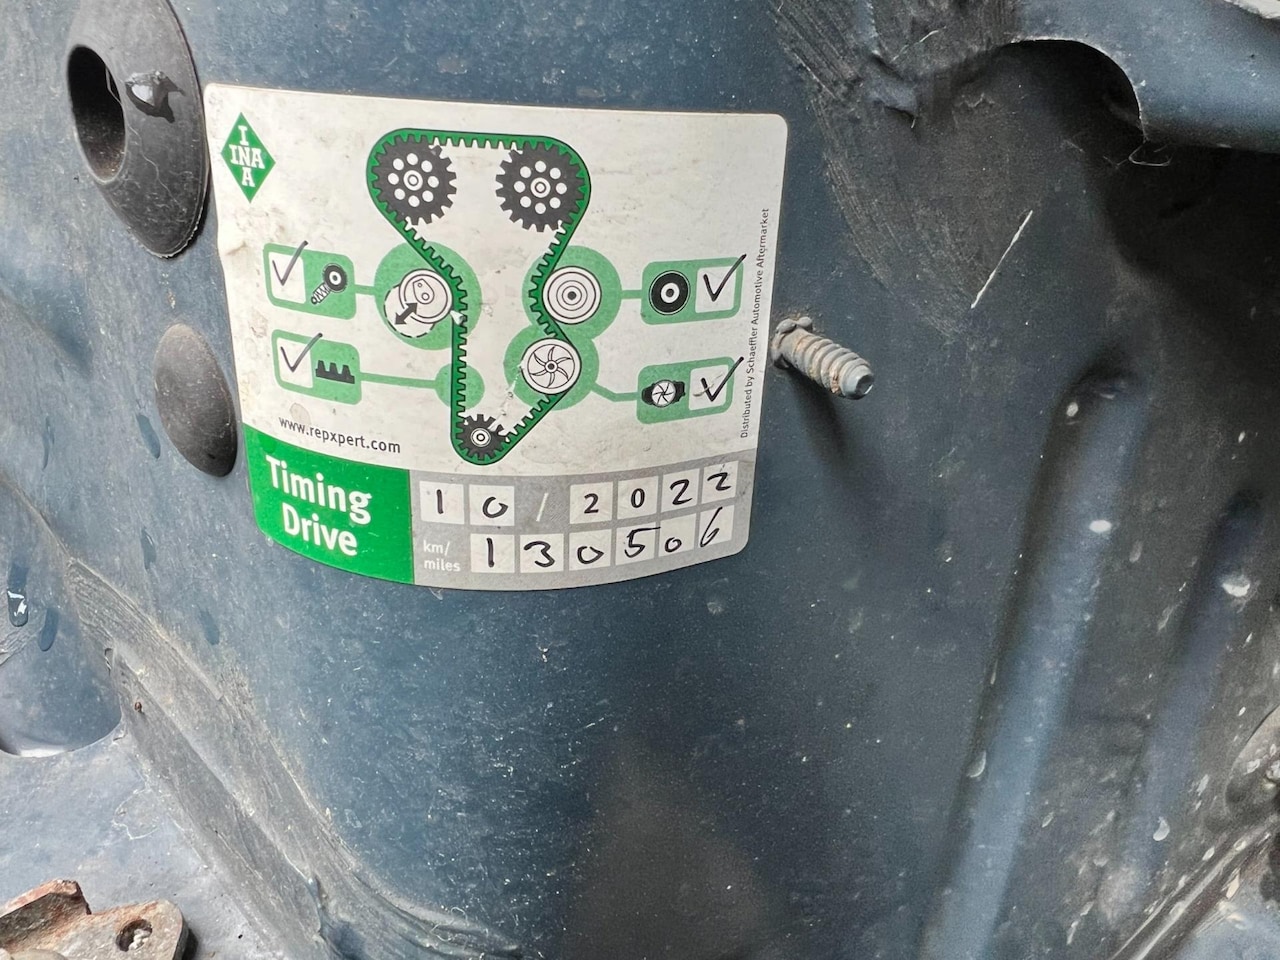 I
INA
A
Distributed by Schaeffler Automotive Aftermarket
www.repxpert.com
Timing
Drive
10/2022
km/
miles
130506